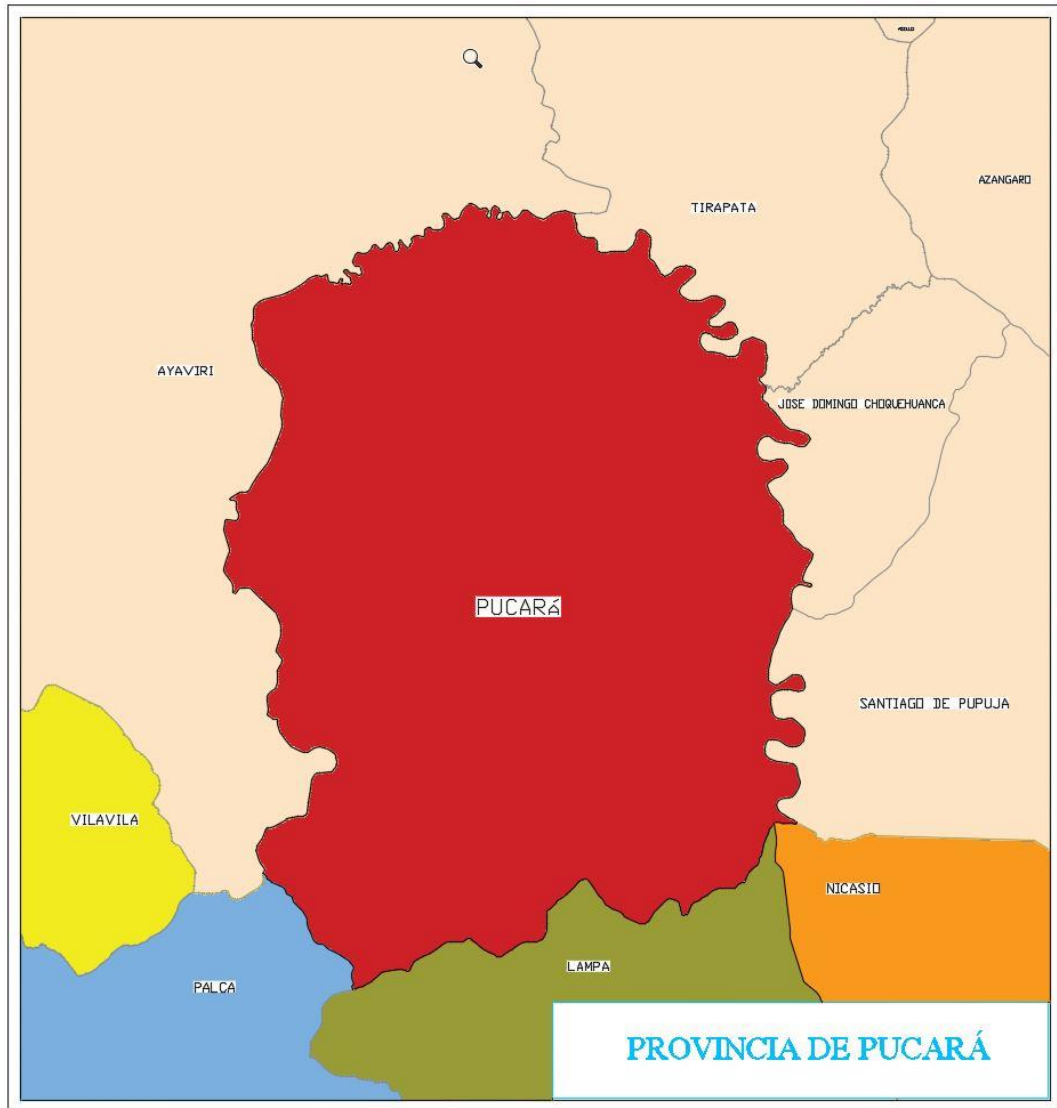 AZANGARO
TIRAPATA
AYAVIRI
JOSE DOMINGO CHOQUEHUANCA
PUCARá
SANTIAGO DE PUPUJA
VILAVILA
NICASIO
LAMPA
PALCA
PROVINCIA DE PUCARÁ